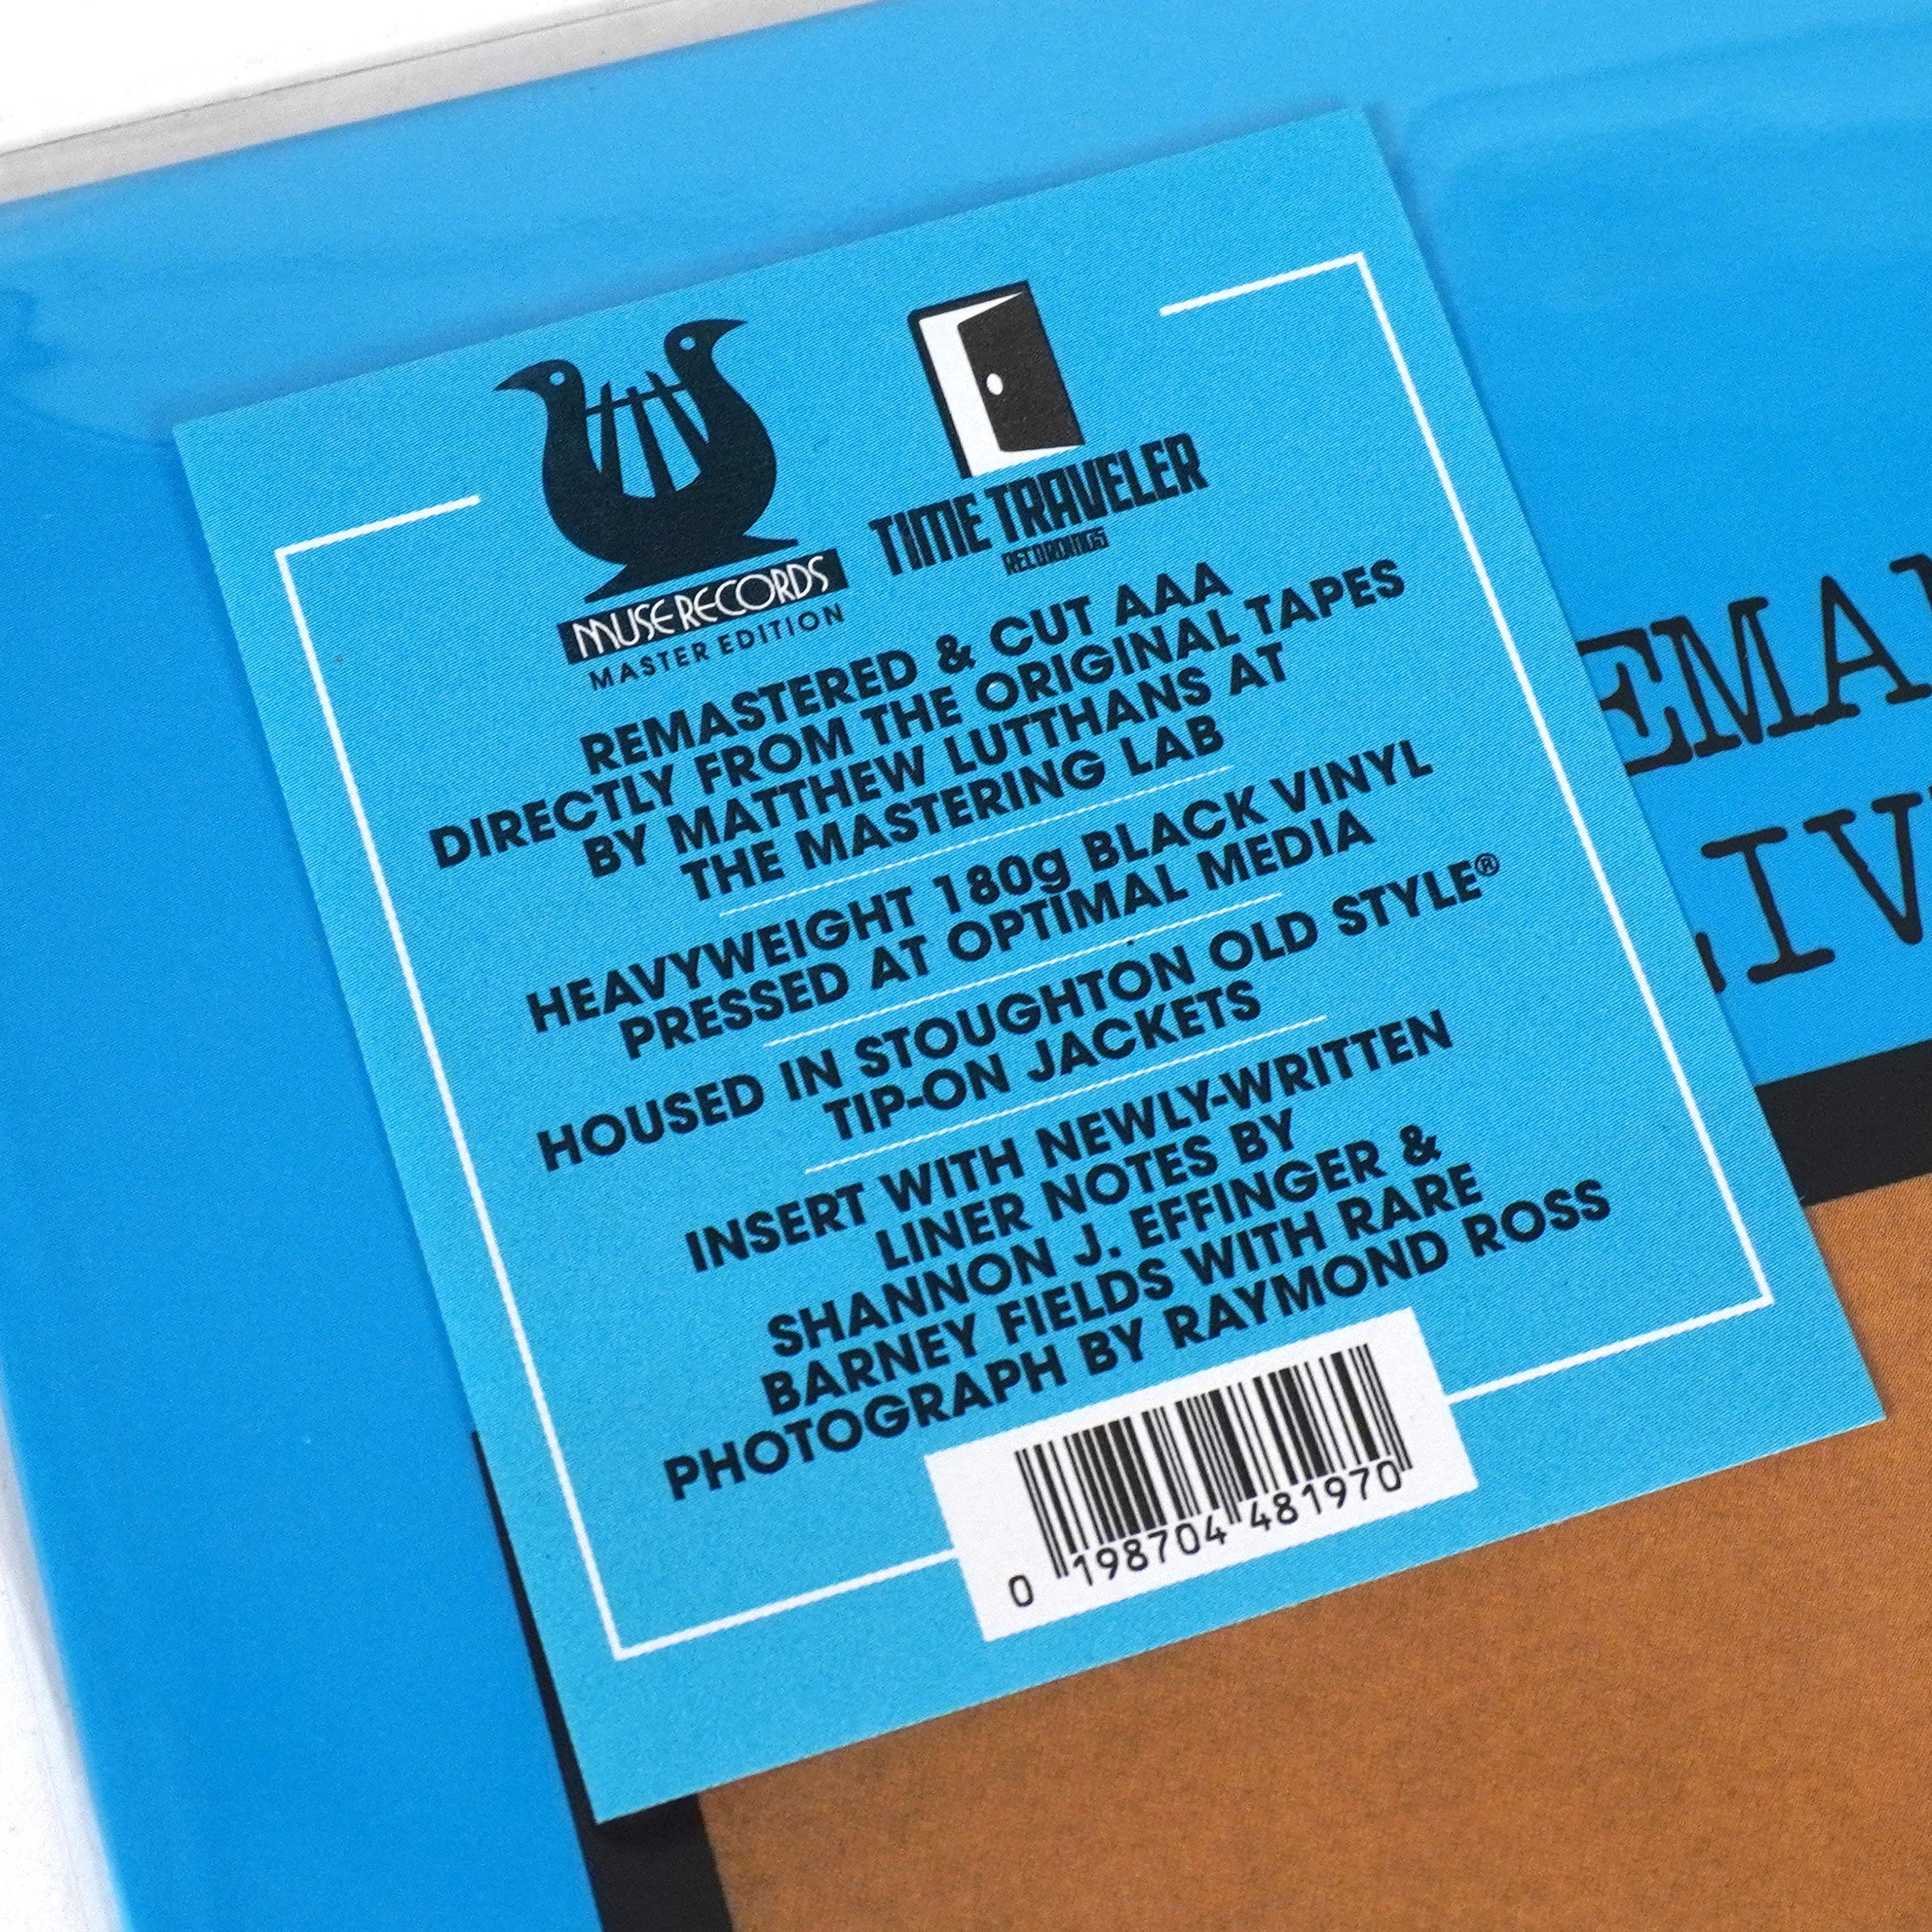 MUSE RECORDS
MASTER EDITION
TIME TRAVELER
RECORDINGS
REMASTERED & CUT AAA
DIRECTLY FROM THE ORIGINAL TAPES
BY MATTHEW LUTTHANS AT
THE MASTERING LAB
HEAVYWEIGHT 180g BLACK VINYL
PRESSED AT OPTIMAL MEDIA
HOUSED IN STOUGHTON OLD STYLE®
TIP-ON JACKETS
INSERT WITH NEWLY-WRITTEN
LINER NOTES BY
SHANNON J. EFFINGER &
BARNEY FIELDS WITH RARE
PHOTOGRAPH BY RAYMOND ROSS
0 198704 481970